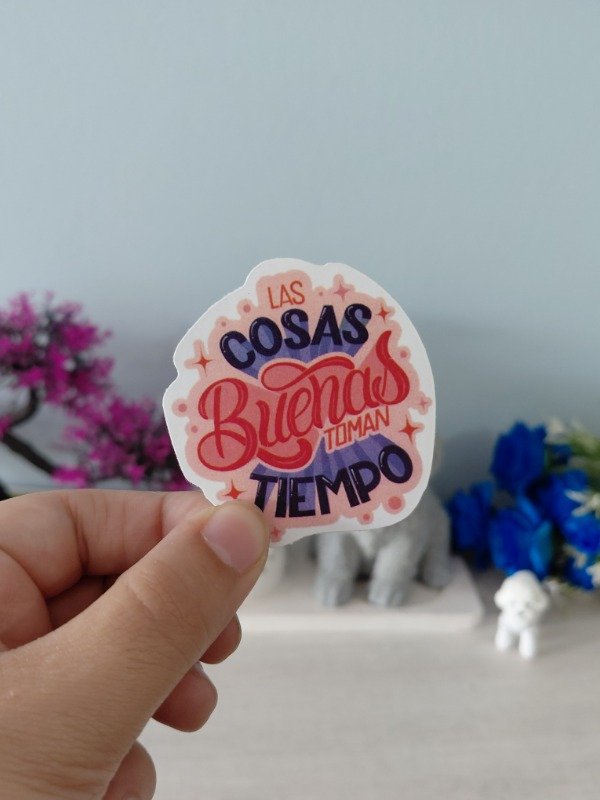 LAS
COSAS
Buenas
TOMAN
TIEMPO